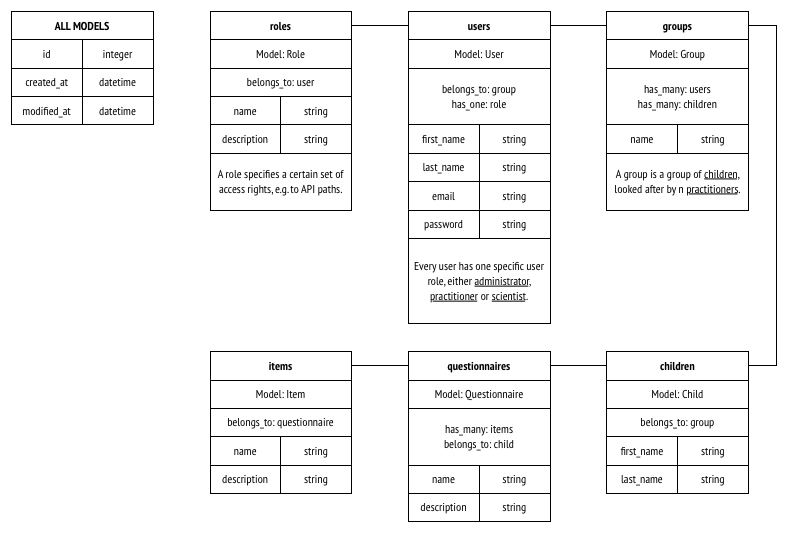 ALL MODELS
id integer
created_at datetime
modified_at datetime
roles
Model: Role
belongs_to: user
name string
description string
A role specifies a certain set of
access rights, e.g. to API paths.
users
Model: User
belongs_to: group
has_one: role
first_name string
last_name string
email string
password string
Every user has one specific user
role, either administrator,
practitioner or scientist.
groups
Model: Group
has_many: users
has_many: children
name string
A group is a group of children,
looked after by n practitioners.
items
Model: Item
belongs_to: questionnaire
name string
description string
questionnaires
Model: Questionnaire
has_many: items
belongs_to: child
name string
description string
children
Model: Child
belongs_to: group
first_name string
last_name string